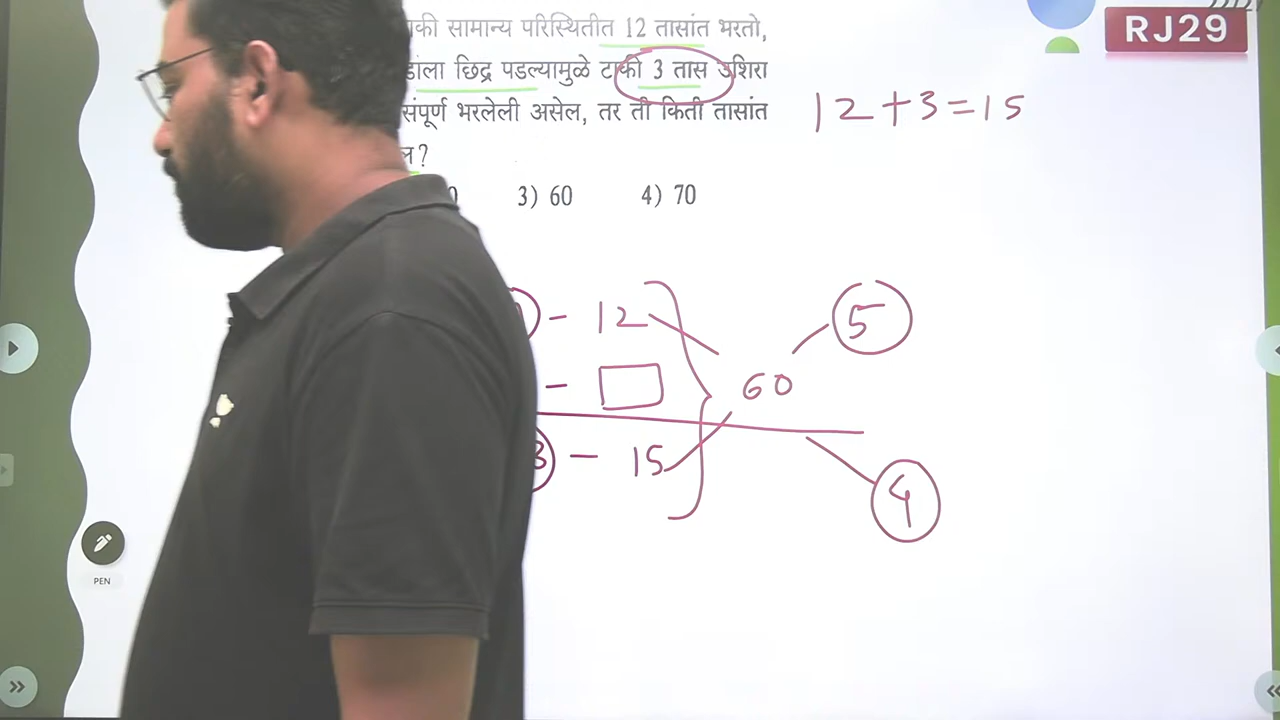 RJ29
सामान्य परिस्थितीत 12 तासांत भरतो,
छिद्र पडल्यामुळे टाकी 3 तास उशिरा
संपूर्ण भरलेली असेल, तर ती किती तासांत
12+3=15
3) 60 4) 70
- 12
5
-
60
- 15
4
PEN